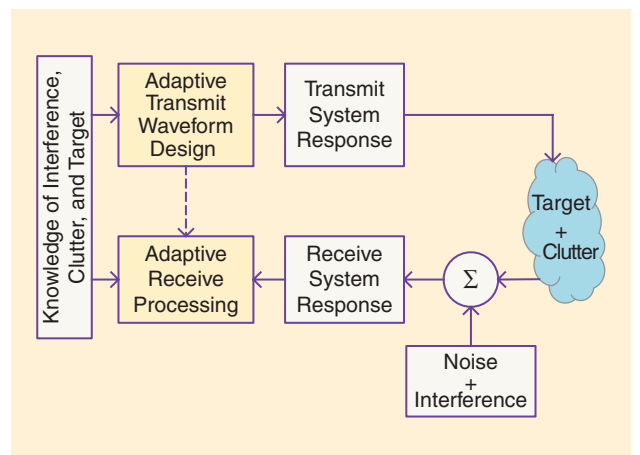 Knowledge of Interference,
Clutter, and Target
Adaptive
Transmit
Waveform
Design
Transmit
System
Response
Target
+
Clutter
Adaptive
Receive
Processing
Receive
System
Response
Σ
Noise
+
Interference